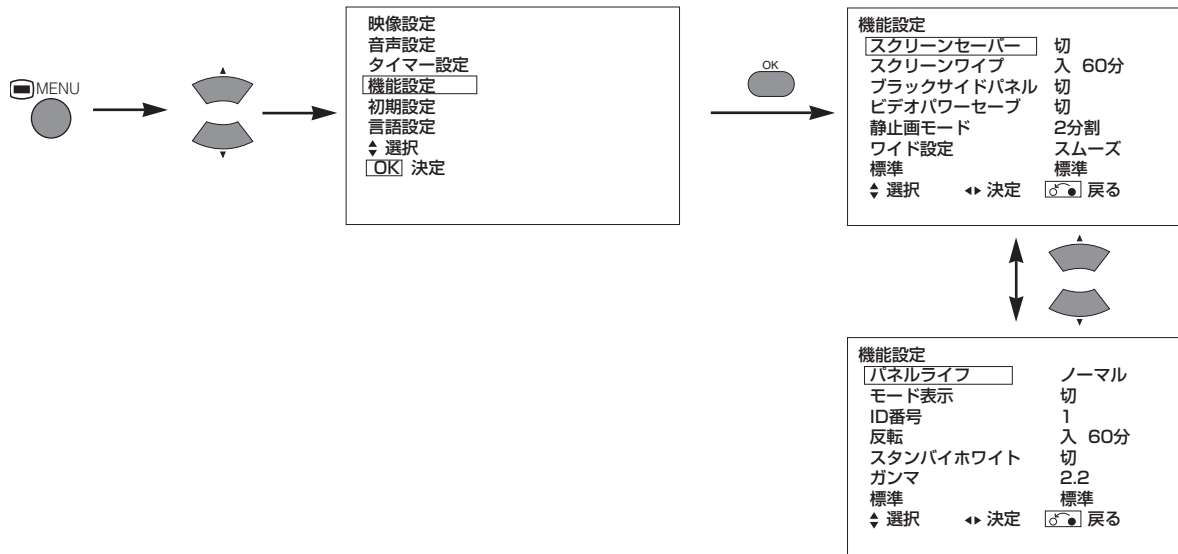 MENU
映像設定
音声設定
タイマー設定
機能設定
初期設定
言語設定
選択
OK 決定
OK
機能設定
スクリーンセーバー 切
スクリーンワイプ 入 60分
ブラックサイドパネル 切
ビデオパワーセーブ 切
静止画モード 2分割
ワイド設定 スムーズ
標準 標準
選択 決定 戻る
機能設定
パネルライフ ノーマル
モード表示 切
ID番号 1
反転 入 60分
スタンバイホワイト 切
ガンマ 2.2
標準 標準
選択 決定 戻る